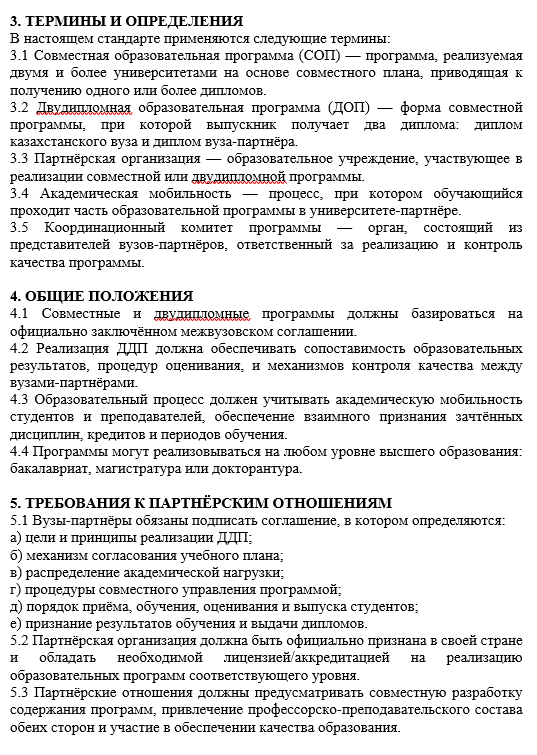 3. ТЕРМИНЫ И ОПРЕДЕЛЕНИЯ
В настоящем стандарте применяются следующие термины:
3.1 Совместная образовательная программа (СОП) — программа, реализуемая
двумя и более университетами на основе совместного плана, приводящая к
получению одного или более дипломов.
3.2 Двудипломная образовательная программа (ДОП) — форма совместной
программы, при которой выпускник получает два диплома: диплом
казахстанского вуза и диплом вуза-партнёра.
3.3 Партнёрская организация — образовательное учреждение, участвующее в
реализации совместной или двудипломной программы.
3.4 Академическая мобильность — процесс, при котором обучающийся
проходит часть образовательной программы в университете-партнёре.
3.5 Координационный комитет программы — орган, состоящий из
представителей вузов-партнёров, ответственный за реализацию и контроль
качества программы.
4. ОБЩИЕ ПОЛОЖЕНИЯ
4.1 Совместные и двудипломные программы должны базироваться на
официально заключённом межвузовском соглашении.
4.2 Реализация ДДП должна обеспечивать сопоставимость образовательных
результатов, процедур оценивания, и механизмов контроля качества между
вузами-партнёрами.
4.3 Образовательный процесс должен учитывать академическую мобильность
студентов и преподавателей, обеспечение взаимного признания зачтённых
дисциплин, кредитов и периодов обучения.
4.4 Программы могут реализовываться на любом уровне высшего образования:
бакалавриат, магистратура или докторантура.
5. ТРЕБОВАНИЯ К ПАРТНЁРСКИМ ОТНОШЕНИЯМ
5.1 Вузы-партнёры обязаны подписать соглашение, в котором определяются:
а) цели и принципы реализации ДДП;
б) механизм согласования учебного плана;
в) распределение академической нагрузки;
г) процедуры совместного управления программой;
д) порядок приёма, обучения, оценивания и выпуска студентов;
е) признание результатов обучения и выдачи дипломов.
5.2 Партнёрская организация должна быть официально признана в своей стране
и обладать необходимой лицензией/аккредитацией на реализацию
образовательных программ соответствующего уровня.
5.3 Партнёрские отношения должны предусматривать совместную разработку
содержания программ, привлечение профессорско-преподавательского состава
обеих сторон и участие в обеспечении качества образования.